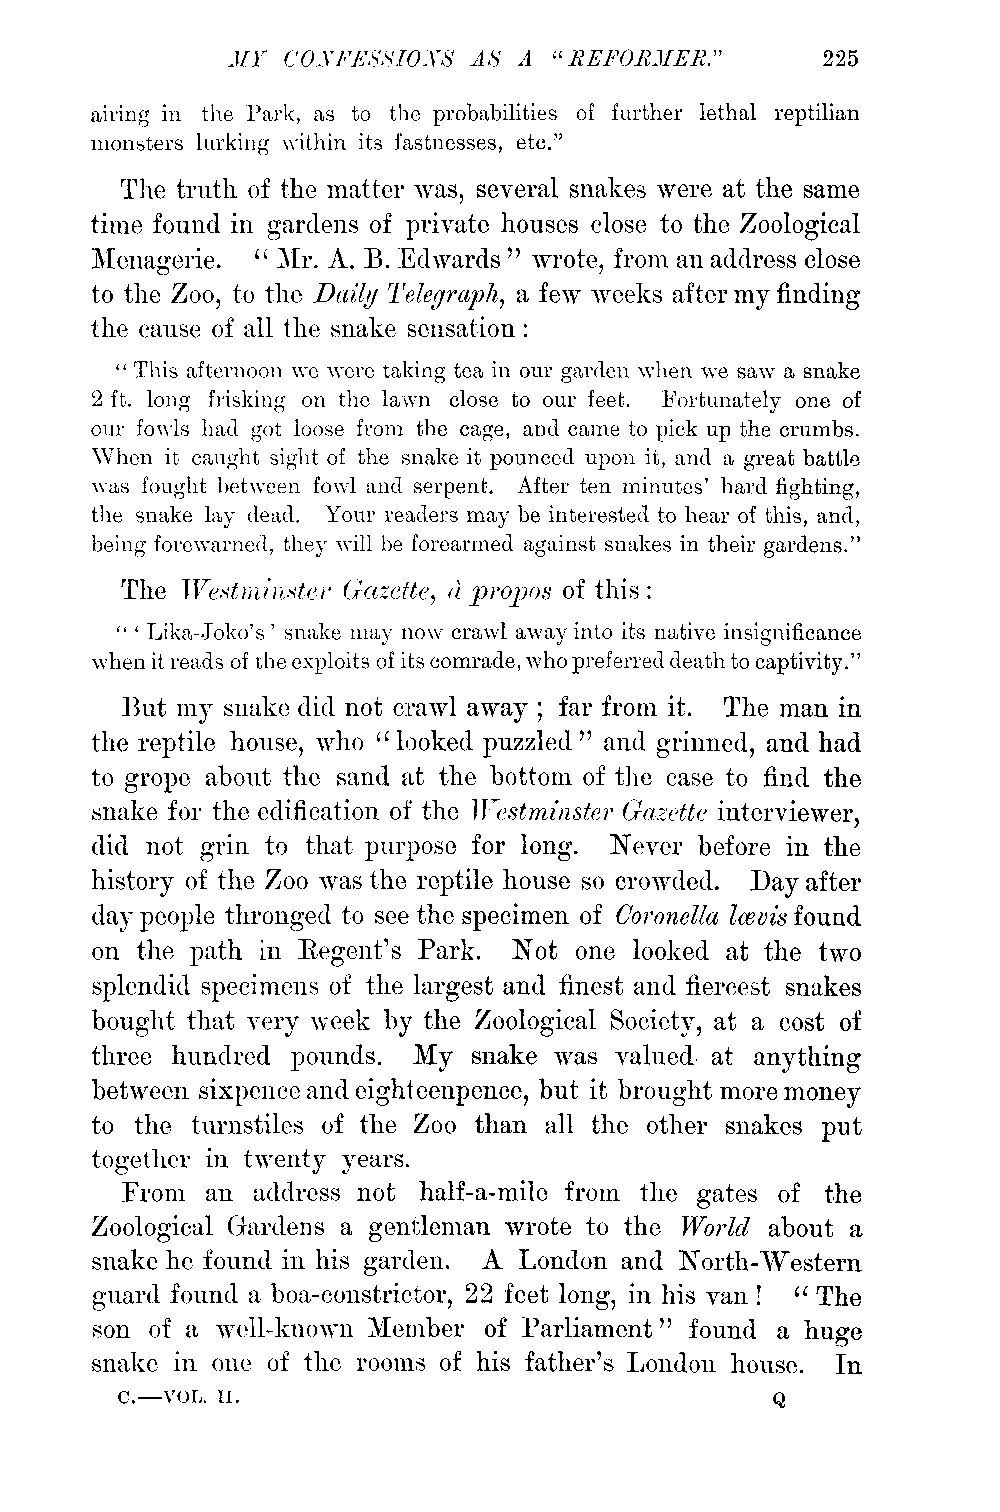 MY CONFESSIONS AS A "REFORMER." 225
airing in the Park, as to the probabilities of further lethal reptilian
monsters lurking within its fastnesses, etc."
The truth of the matter was, several snakes were at the same
time found in gardens of private houses close to the Zoological
Menagerie. "Mr. A. B. Edwards" wrote, from an address close
to the Zoo, to the Daily Telegraph, a few weeks after my finding
the cause of all the snake sensation:
"This afternoon we were taking tea in our garden when we saw a snake
2 ft. long frisking on the lawn close to our feet. Fortunately one of
our fowls had got loose from the cage, and came to pick up the crumbs.
When it caught sight of the snake it pounced upon it, and a great battle
was fought between fowl and serpent. After ten minutes' hard fighting,
the snake lay dead. Your readers may be interested to hear of this, and,
being forewarned, they will be forearmed against snakes in their gardens."
The Westminster Gazette, à propos of this:
"'Lika-Joko's' snake may now crawl away into its native insignificance
when it reads of the exploits of its comrade, who preferred death to captivity."
But my snake did not crawl away; far from it. The man in
the reptile house, who "looked puzzled" and grinned, and had
to grope about the sand at the bottom of the case to find the
snake for the edification of the Westminster Gazette interviewer,
did not grin to that purpose for long. Never before in the
history of the Zoo was the reptile house so crowded. Day after
day people thronged to see the specimen of Coronella lævis found
on the path in Regent's Park. Not one looked at the two
splendid specimens of the largest and finest and fiercest snakes
bought that very week by the Zoological Society, at a cost of
three hundred pounds. My snake was valued at anything
between sixpence and eighteenpence, but it brought more money
to the turnstiles of the Zoo than all the other snakes put
together in twenty years.
From an address not half-a-mile from the gates of the
Zoological Gardens a gentleman wrote to the World about a
snake he found in his garden. A London and North-Western
guard found a boa-constrictor, 22 feet long, in his van! "The
son of a well-known Member of Parliament" found a huge
snake in one of the rooms of his father's London house. In
C.—VOL. II. Q